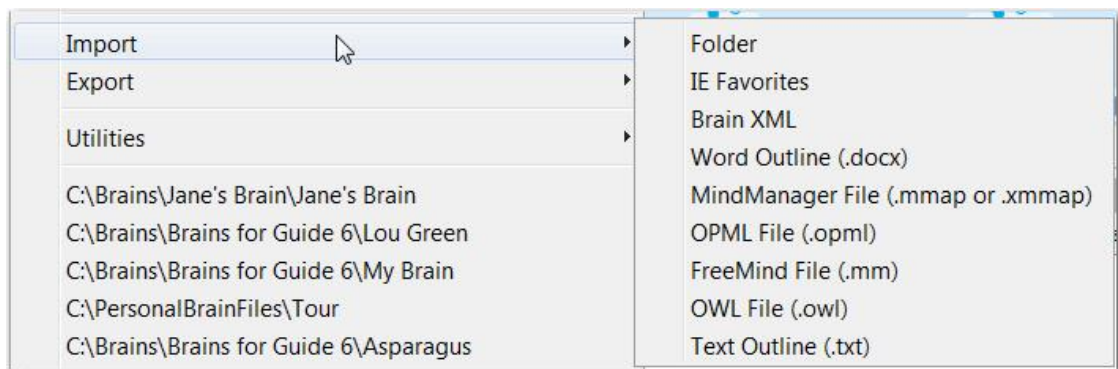 Import
Export
Utilities
C:\Brains\Jane's Brain\Jane's Brain
C:\Brains\Brains for Guide 6\Lou Green
C:\Brains\Brains for Guide 6\My Brain
C:\PersonalBrainFiles\Tour
C:\Brains\Brains for Guide 6\Asparagus
Folder
IE Favorites
Brain XML
Word Outline (.docx)
MindManager File (.mmap or .xmmap)
OPML File (.opml)
FreeMind File (.mm)
OWL File (.owl)
Text Outline (.txt)